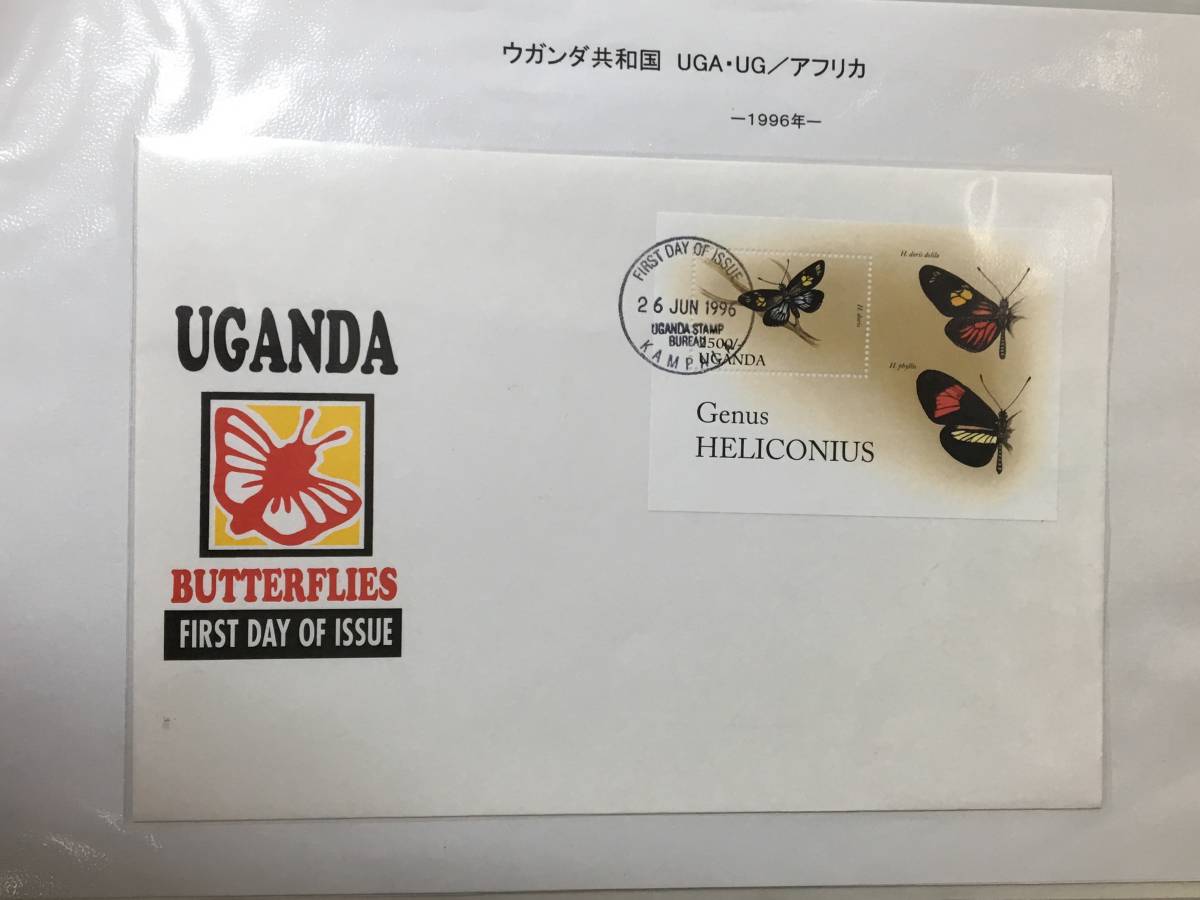 ウガンダ共和国 UGA・UG／アフリカ
ー1996年ー
UGANDA
BUTTERFLIES
FIRST DAY OF ISSUE
FIRST DAY OF ISSUE
26 JUN 1996
UGANDA STAMP
BUREAU
KAMPALA
2500/-
UGANDA
H. doris
H. doris delila
H. phyllis
Genus
HELICONIUS